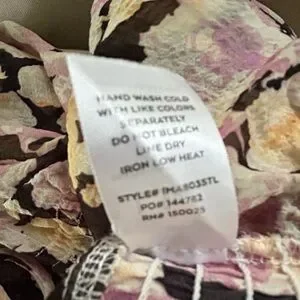 HAND WASH COLD
WITH LIKE COLORS
SEPARATELY
DO NOT BLEACH
LINE DRY
IRON LOW HEAT
STYLE# IMA8035TL
PO# 144782
RN# 150025